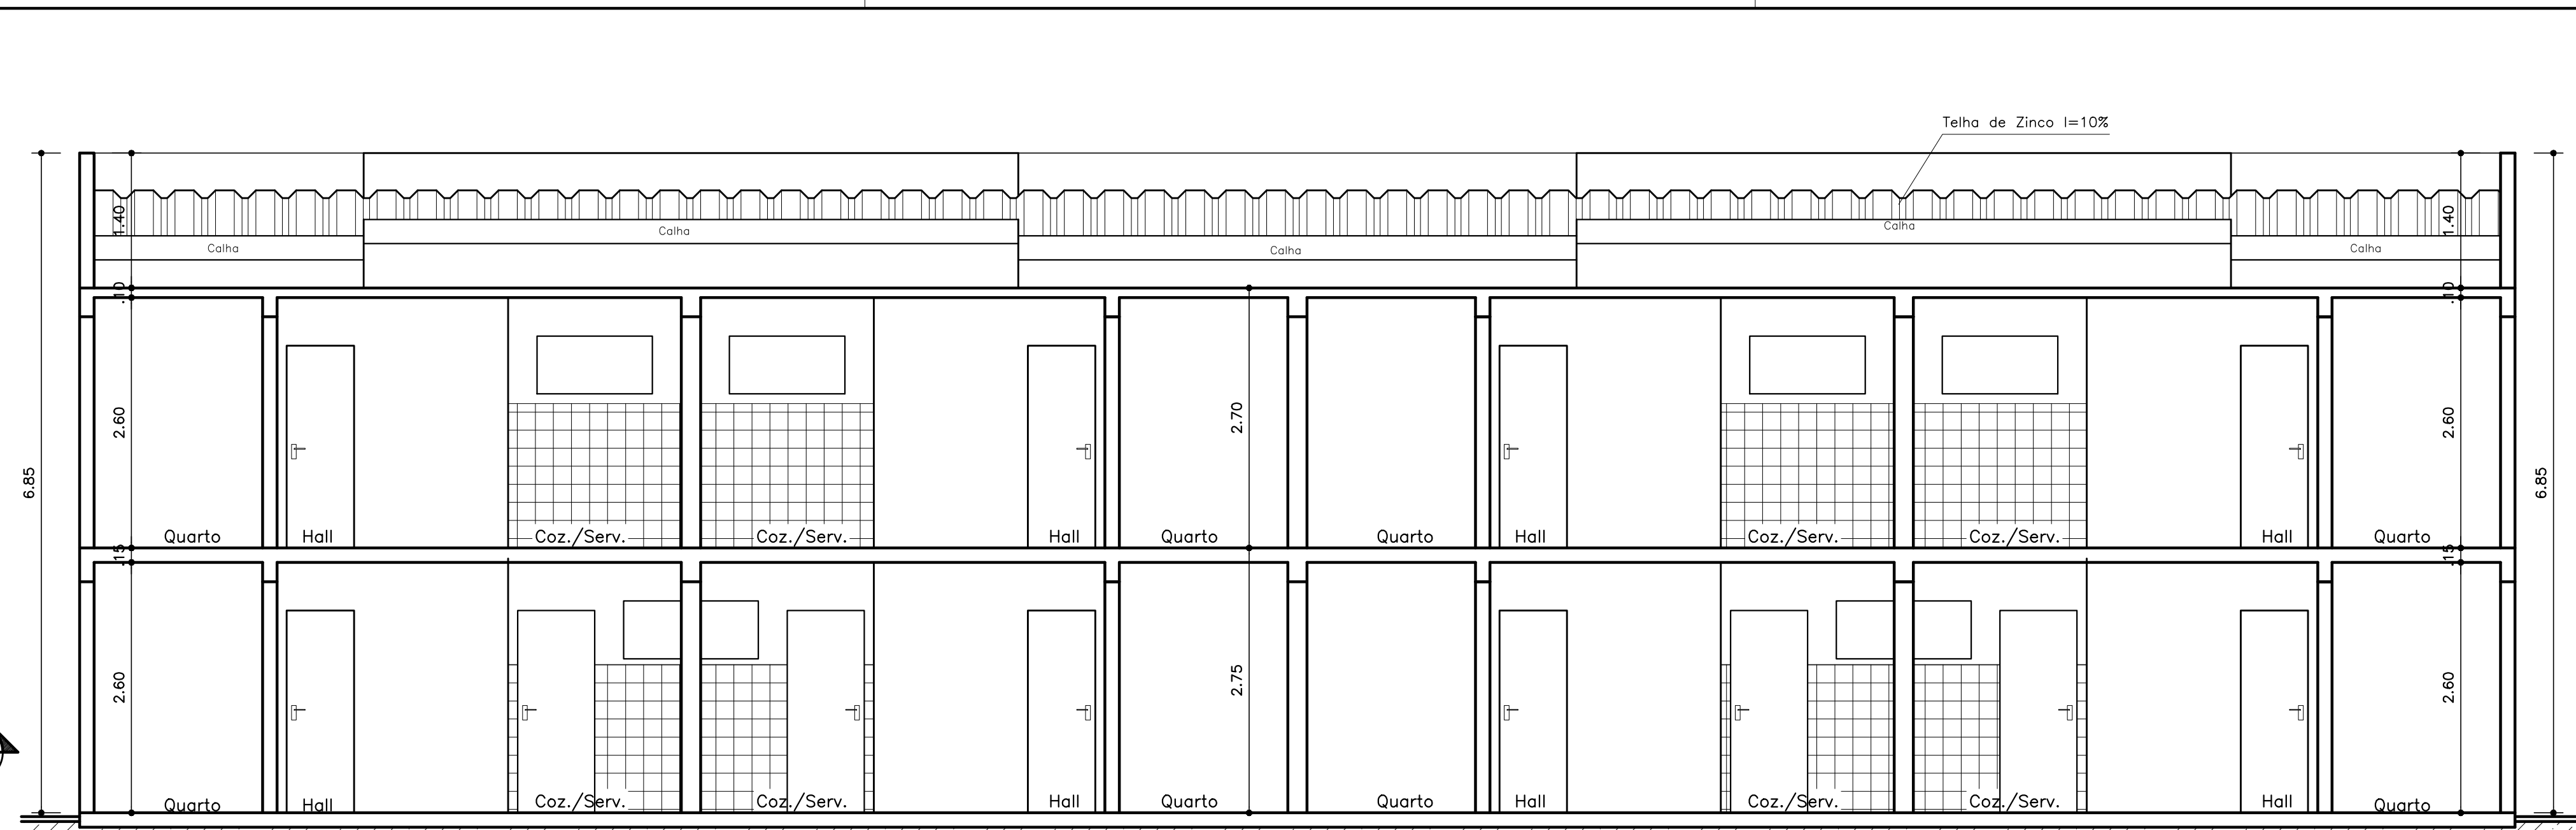 Telha de Zinco I=10%
1.40
Calha
Calha
Calha
Calha
Calha
1.40
.10
.10
6.85
2.60
2.70
2.60
6.85
Quarto
Hall
Coz./Serv.
Coz./Serv.
Hall
Quarto
Quarto
Hall
Coz./Serv.
Coz./Serv.
Hall
Quarto
.15
.15
2.60
2.75
2.60
Quarto
Hall
Coz./Serv.
Coz./Serv.
Hall
Quarto
Quarto
Hall
Coz./Serv.
Coz./Serv.
Hall
Quarto